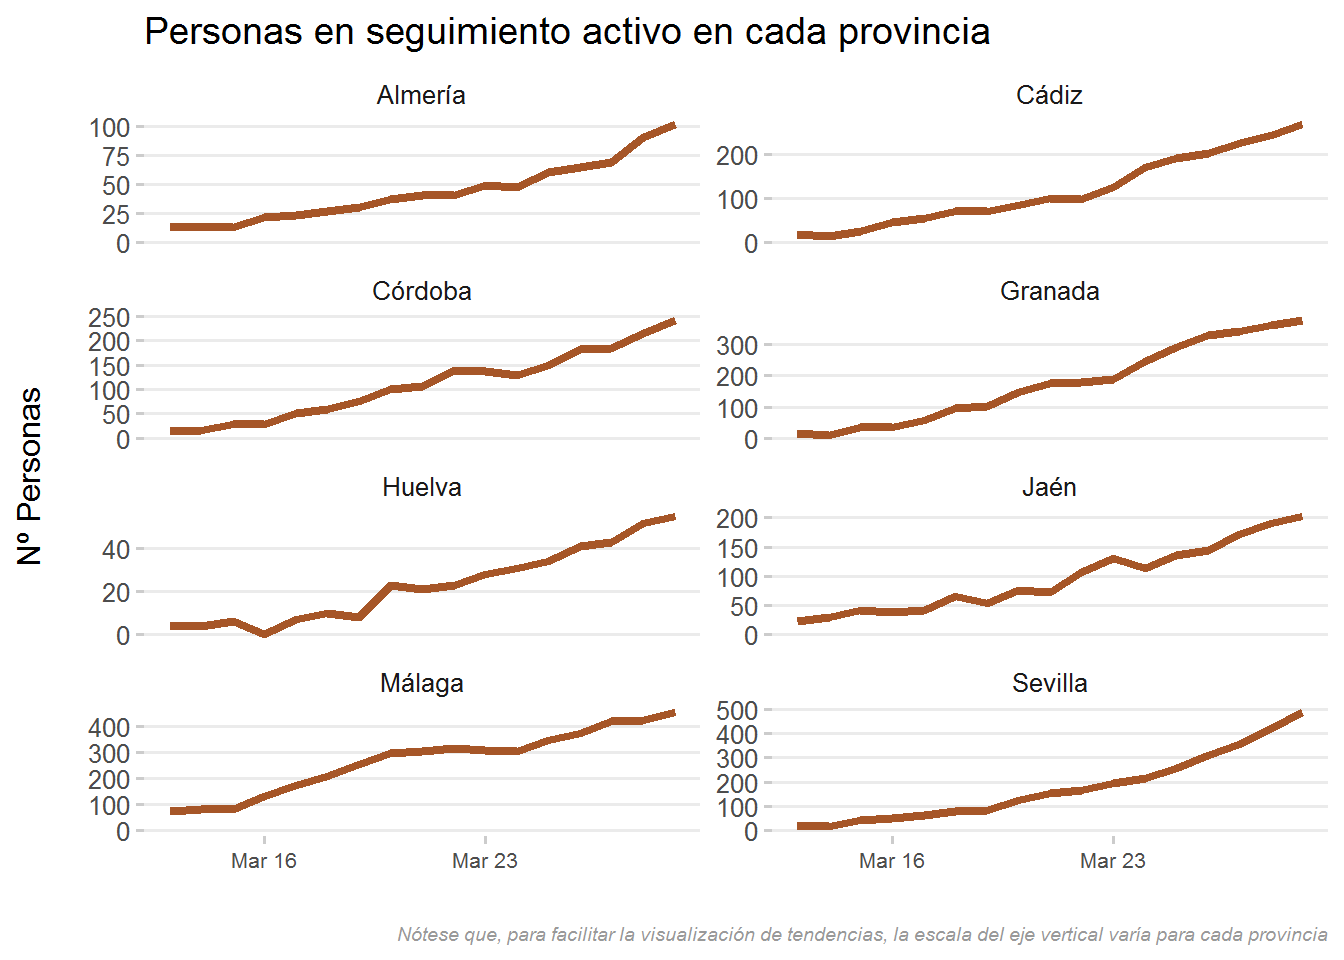 Personas en seguimiento activo en cada provincia
Nº Personas
Almería
100
75
50
25
0
Cádiz
200
100
0
Córdoba
250
200
150
100
50
0
Granada
300
200
100
0
Huelva
40
20
0
Jaén
200
150
100
50
0
Málaga
400
300
200
100
0
Mar 16 Mar 23
Sevilla
500
400
300
200
100
0
Mar 16 Mar 23
Nótese que, para facilitar la visualización de tendencias, la escala del eje vertical varía para cada provincia